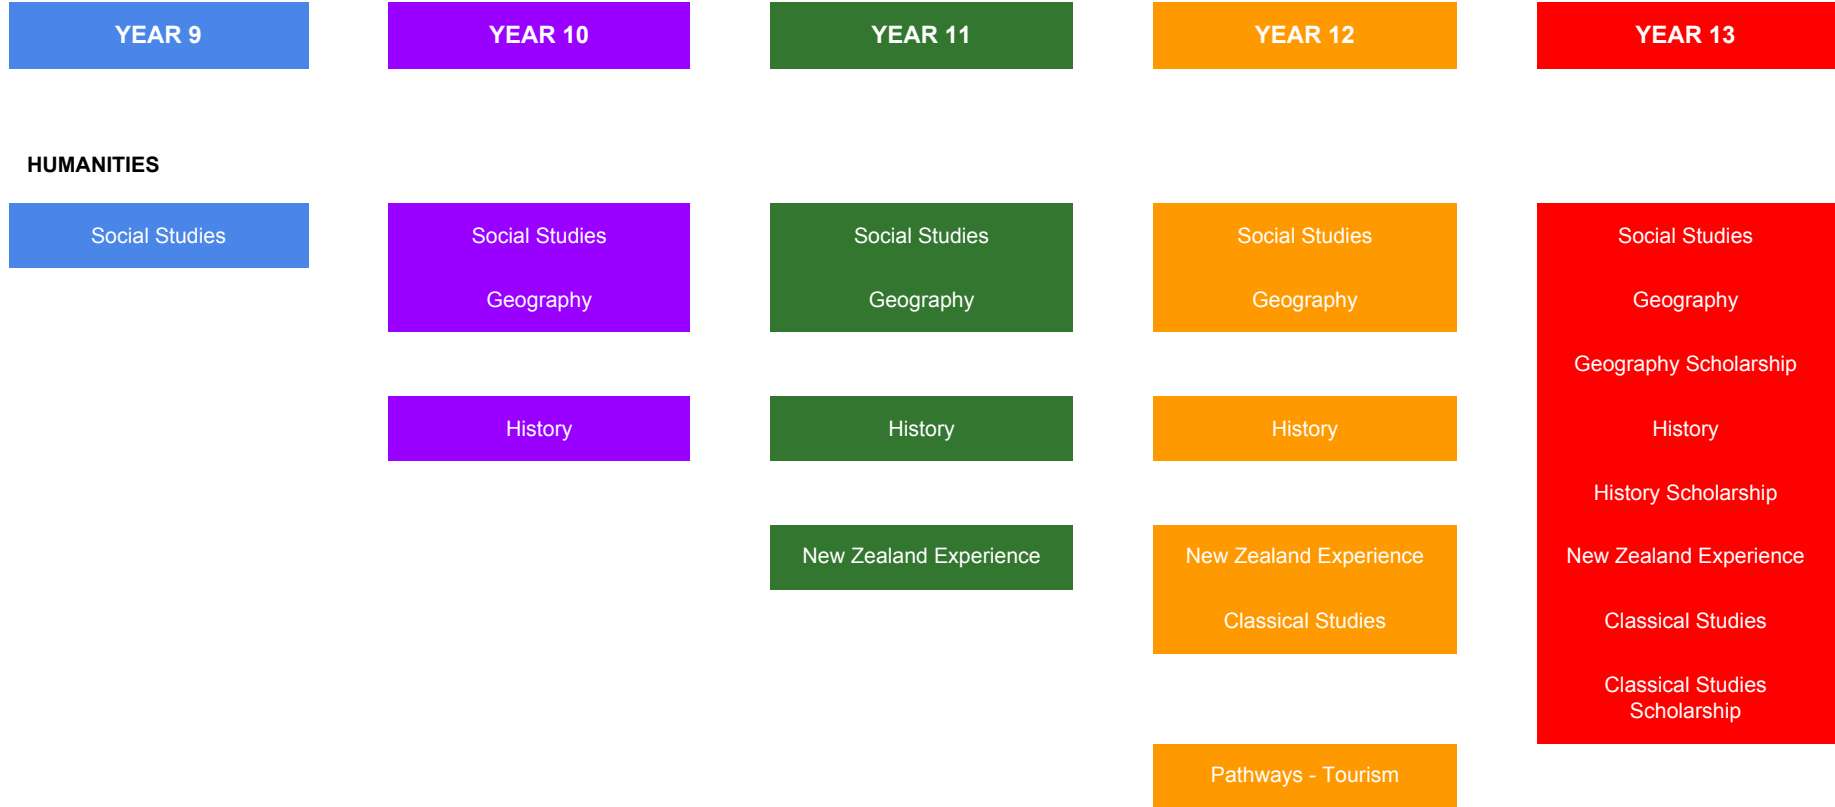 YEAR 9
YEAR 10
YEAR 11
YEAR 12
YEAR 13
HUMANITIES
Social Studies
Social Studies
Social Studies
Social Studies
Social Studies
Geography
Geography
Geography
Geography
Geography Scholarship
History
History
History
History
History Scholarship
New Zealand Experience
New Zealand Experience
New Zealand Experience
Classical Studies
Classical Studies
Classical Studies
Scholarship
Pathways - Tourism